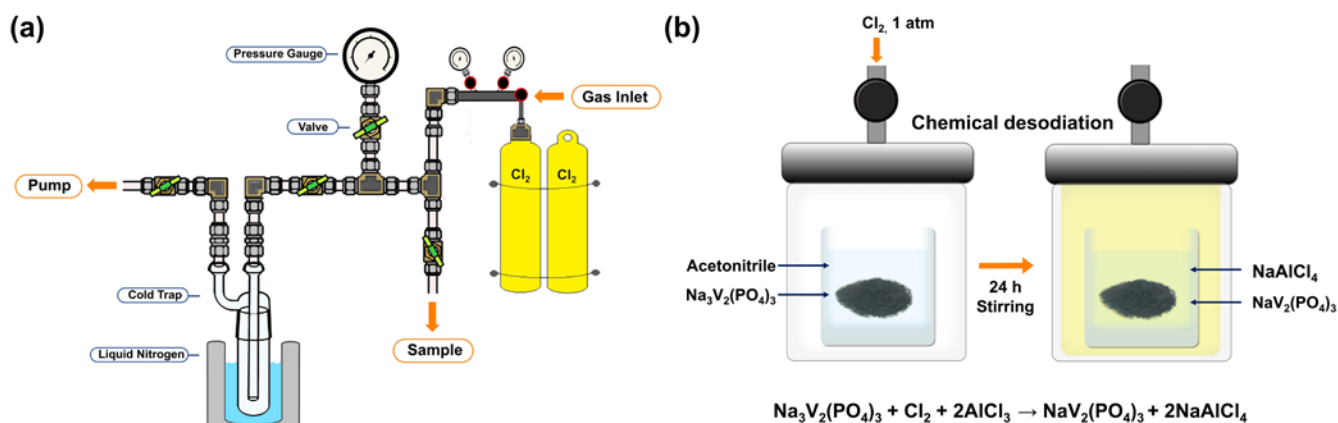 (a)
Pressure Gauge
Valve
Gas Inlet
Pump
Cl₂ Cl₂
Cold Trap
Liquid Nitrogen
Sample
(b)
Cl₂, 1 atm
Chemical desodiation
Acetonitrile
Na₃V₂(PO₄)₃
24 h
Stirring
NaAlCl₄
NaV₂(PO₄)₃
Na₃V₂(PO₄)₃ + Cl₂ + 2AlCl₃ → NaV₂(PO₄)₃ + 2NaAlCl₄